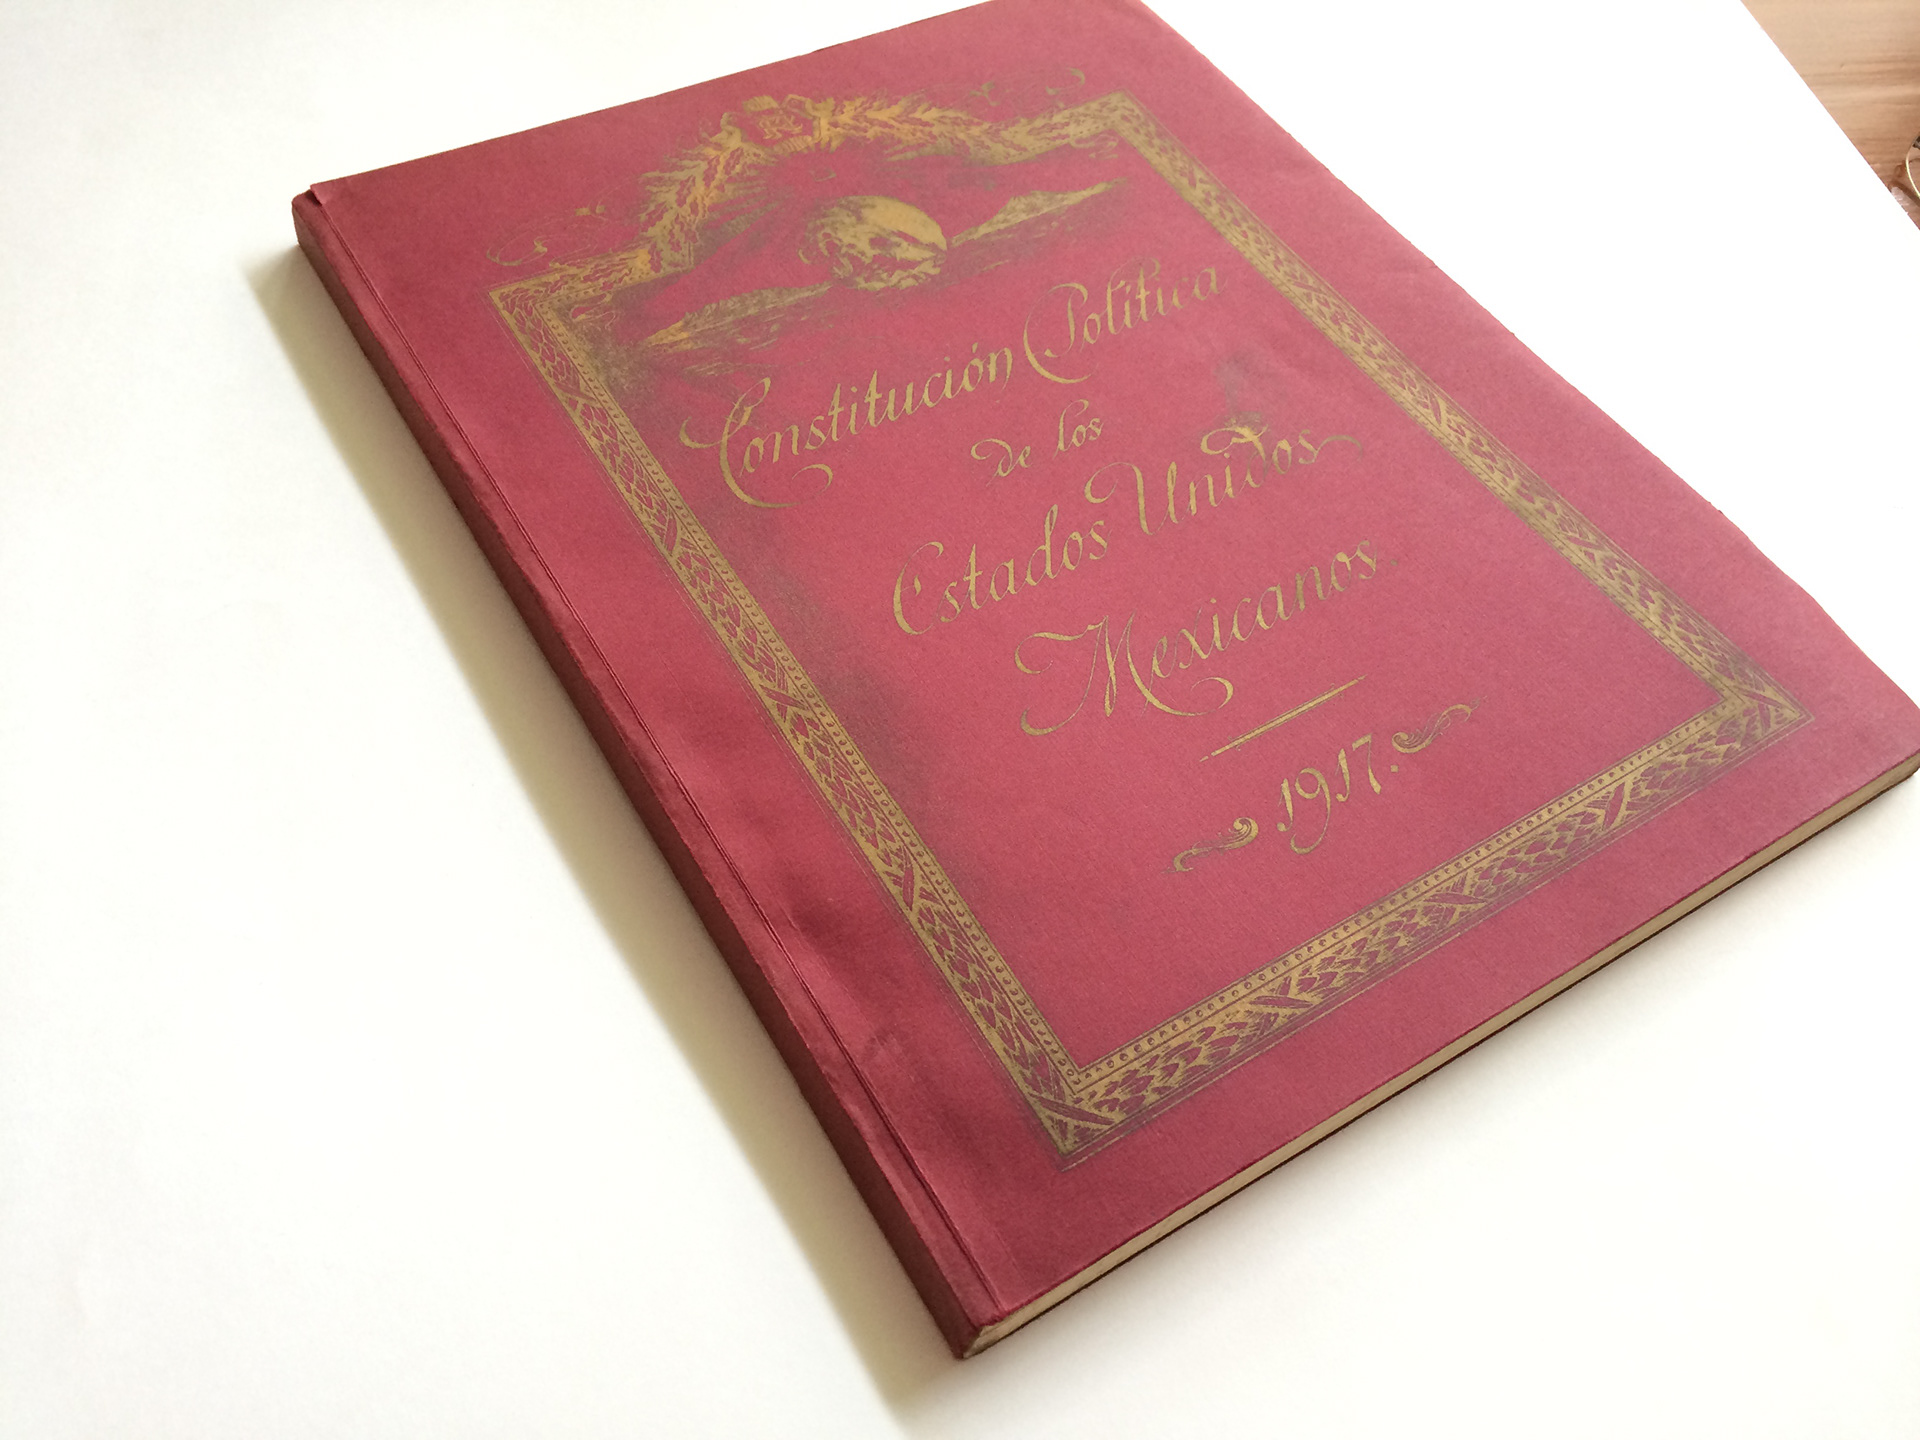 Constitución Política
de los
Estados Unidos
Mexicanos.
1917.